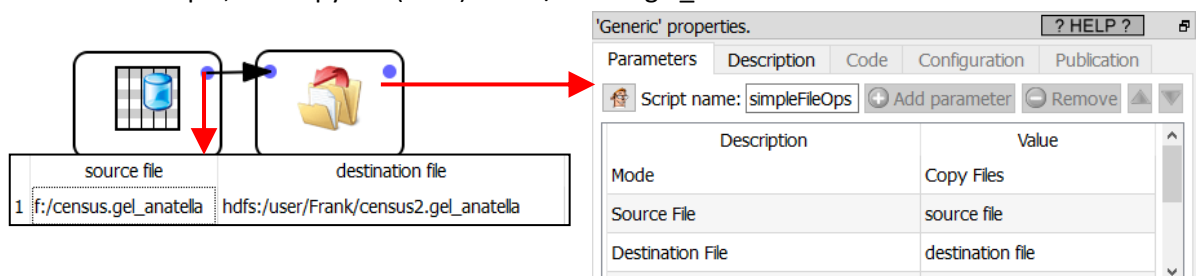 'Generic' properties.
? HELP ?
Parameters Description Code Configuration Publication
Script name: simpleFileOps Add parameter Remove
Description Value
Mode Copy Files
Source File source file
Destination File destination file
source file destination file
1 f:/census.gel_anatella hdfs:/user/Frank/census2.gel_anatella